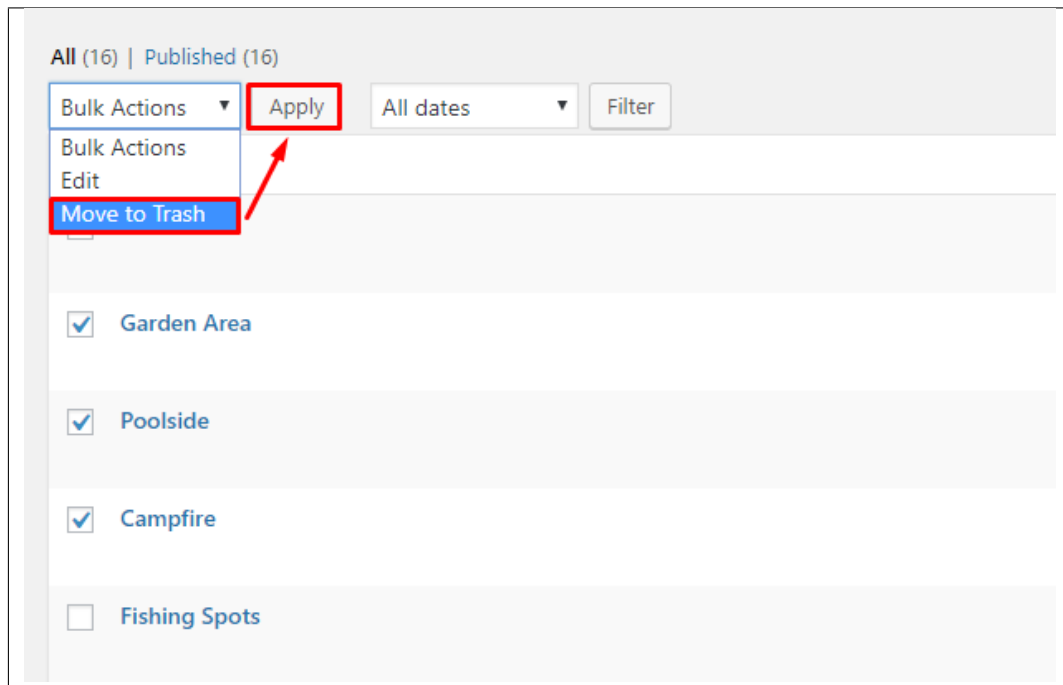 All (16) | Published (16)
Bulk Actions Apply All dates Filter
Bulk Actions
Edit
Move to Trash
Garden Area
Poolside
Campfire
Fishing Spots